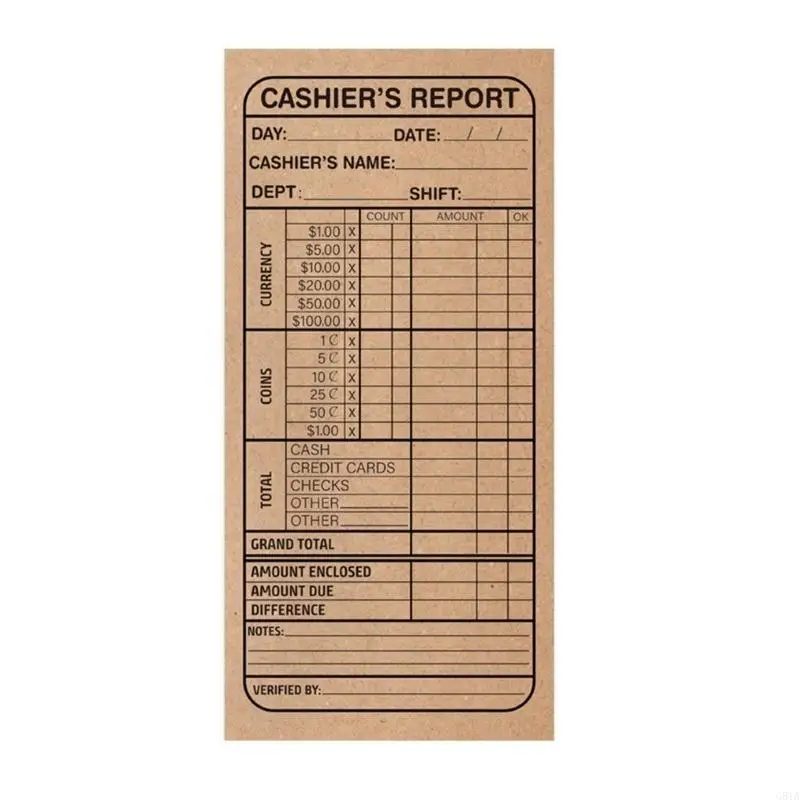 CASHIER'S REPORT
DAY: DATE: / /
CASHIER'S NAME:
DEPT: SHIFT:
COUNT AMOUNT OK
CURRENCY
$1.00 X
$5.00 X
$10.00 X
$20.00 X
$50.00 X
$100.00 X
COINS
1₵ X
5₵ X
10₵ X
25₵ X
50₵ X
$1.00 X
TOTAL
CASH
CREDIT CARDS
CHECKS
OTHER
OTHER
GRAND TOTAL
AMOUNT ENCLOSED
AMOUNT DUE
DIFFERENCE
NOTES:
VERIFIED BY: